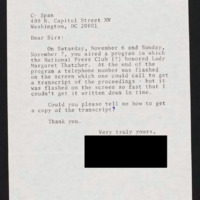 C- Span
400 N. Capitol Street NW
Washington, DC 20001
Dear Sirs:
On Saturday, November 6 and Sunday,
November 7, you aired a program in which
the National Press Club (?) honored Lady
Margaret Thatcher. At the end of the
program a telephone number was flashed
on the screen which one could call to get
a transcript of the proceedings - but it
was flashed on the screen so fast that I
coudn't get it written down in time.
Could you please tell me how to get
a copy of the transcript?
Thank you.
Very truly yours,